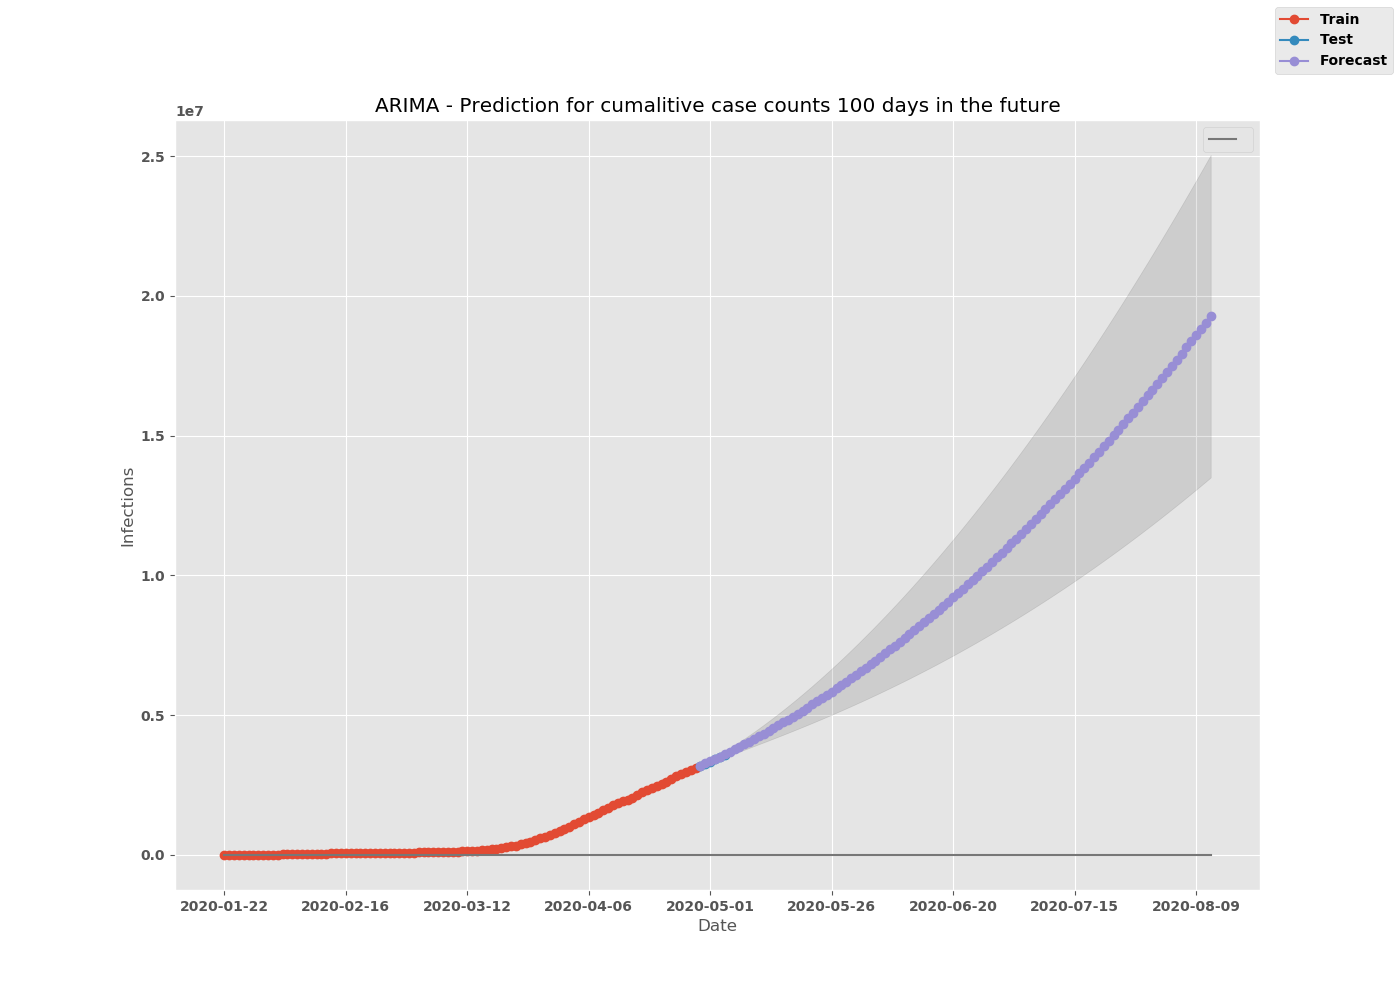 Train
Test
Forecast
ARIMA - Prediction for cumalitive case counts 100 days in the future
1e7
2.5
2.0
1.5
1.0
0.5
0.0
Infections
2020-01-22 2020-02-16 2020-03-12 2020-04-06 2020-05-01 2020-05-26 2020-06-20 2020-07-15 2020-08-09
Date